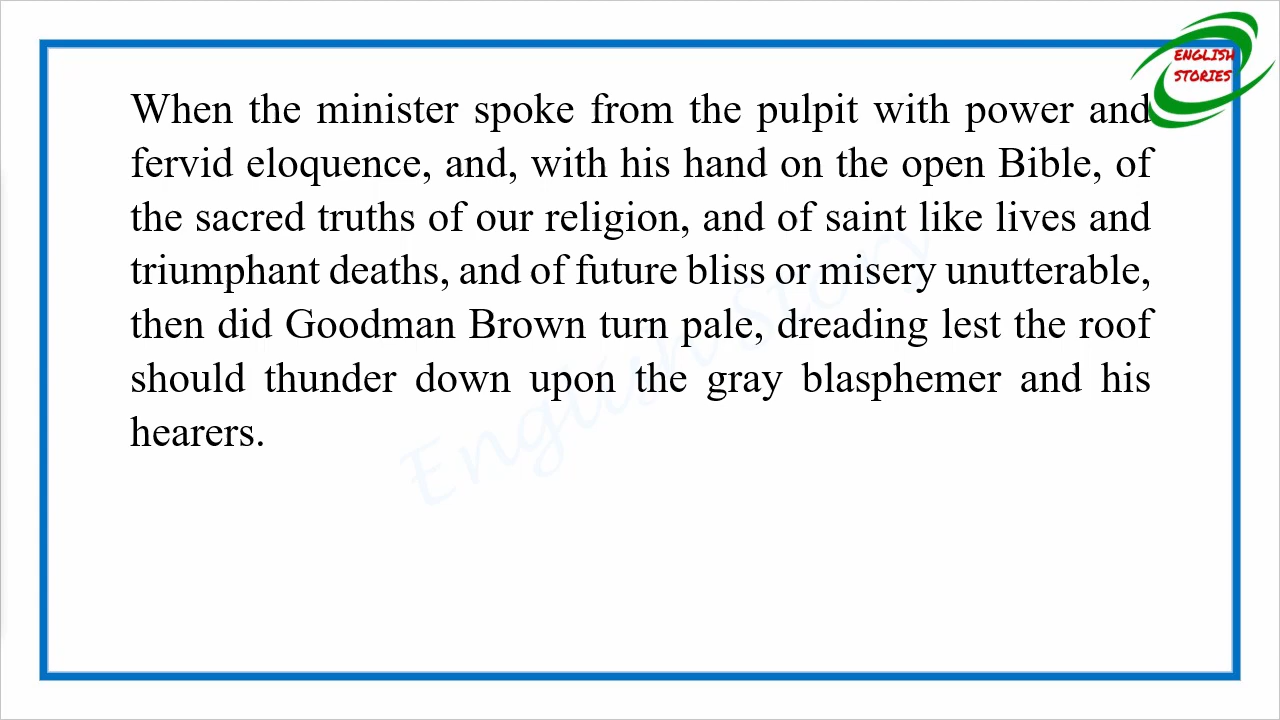 ENGLISH
STORIES
When the minister spoke from the pulpit with power and
fervid eloquence, and, with his hand on the open Bible, of
the sacred truths of our religion, and of saint like lives and
triumphant deaths, and of future bliss or misery unutterable,
then did Goodman Brown turn pale, dreading lest the roof
should thunder down upon the gray blasphemer and his
hearers.
English Story